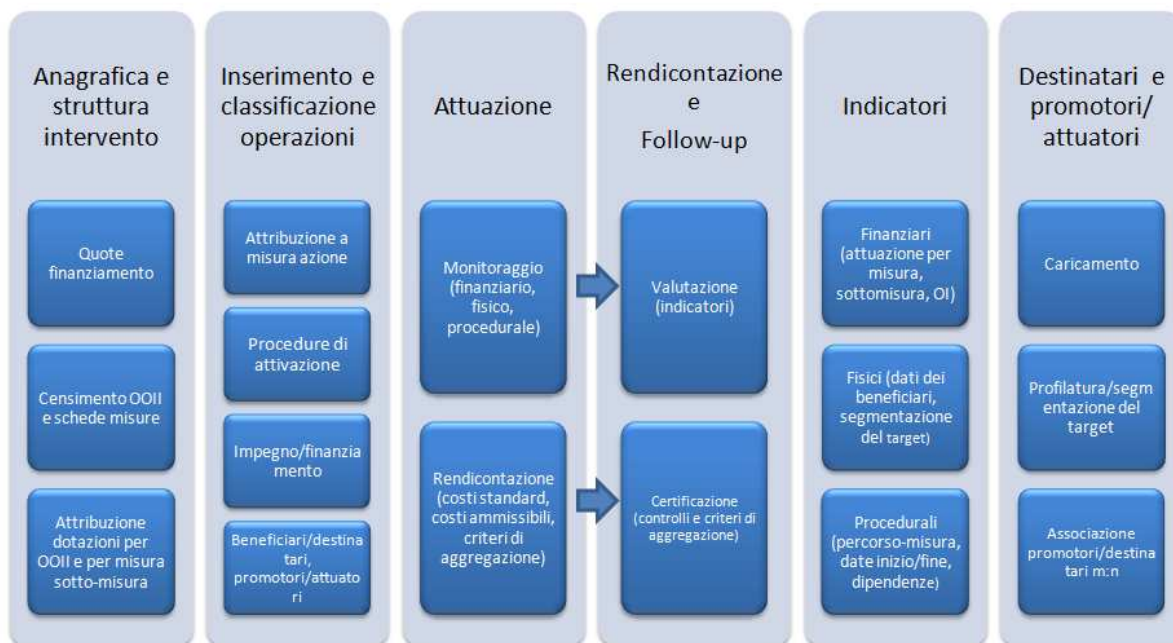 Anagrafica e
struttura
intervento
Quote
finanziamento
Censimento OOII
e schede misure
Attribuzione
dotazioni per
OOII e per misura
sotto-misura
Inserimento e
classificazione
operazioni
Attribuzione a
misura azione
Procedure di
attivazione
Impegno/finanzia
mento
Beneficiari/destina
tari,
promotori/attuato
ri
Attuazione
Monitoraggio
(finanziario,
fisico,
procedurale)
Rendicontazione
(costi standard,
costi ammissibili,
criteri di
aggregazione)
Rendicontazione
e
Follow-up
Valutazione
(indicatori)
Certificazione
(controlli e criteri di
aggregazione)
Indicatori
Finanziari
(attuazione per
misura,
sottomisura, OI)
Fisici (dati dei
beneficiari,
segmentazione
del target)
Procedurali
(percorso-misura,
date inizio/fine,
dipendenze)
Destinatari e
promotori/
attuatori
Caricamento
Profilatura/segm
entazione del
target
Associazione
promotori/destina
tari m:n